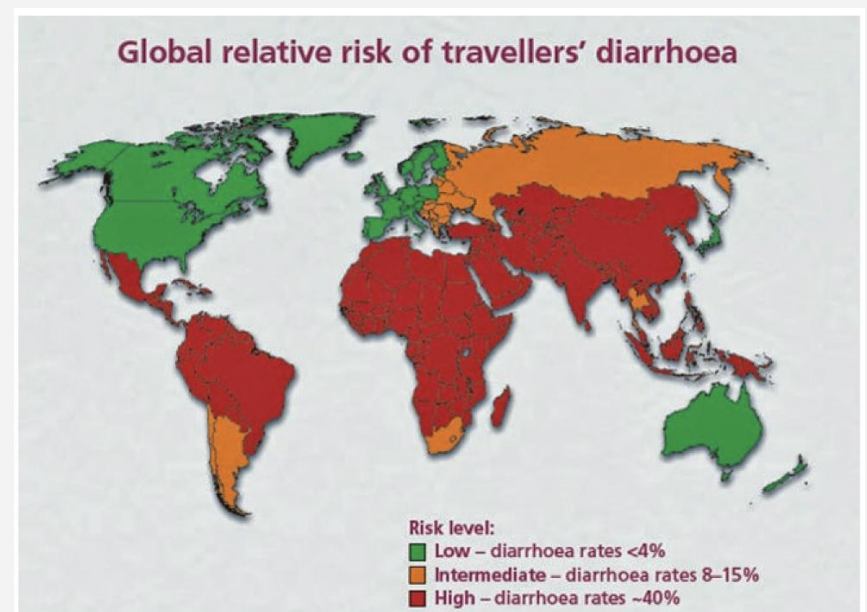 Global relative risk of travellers’ diarrhoea
Risk level:
Low – diarrhoea rates <4%
Intermediate – diarrhoea rates 8–15%
High – diarrhoea rates ~40%